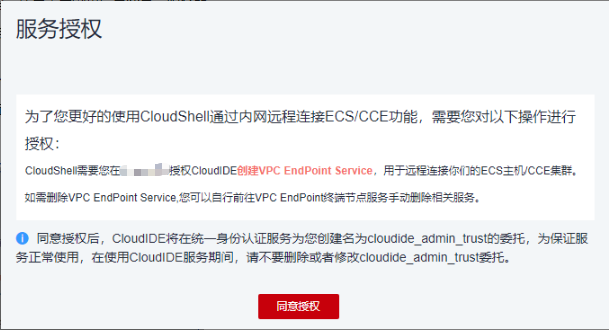 服务授权
为了您更好的使用CloudShell通过内网远程连接ECS/CCE功能，需要您对以下操作进行
授权：
CloudShell需要您在授权CloudIDE创建VPC EndPoint Service，用于远程连接你们的ECS主机/CCE集群。
如需删除VPC EndPoint Service,您可以自行前往VPC EndPoint终端节点服务手动删除相关服务。
同意授权后，CloudIDE将在统一身份认证服务为您创建名为cloudide_admin_trust的委托，为保证服
务正常使用，在使用CloudIDE服务期间，请不要删除或者修改cloudide_admin_trust委托。
同意授权